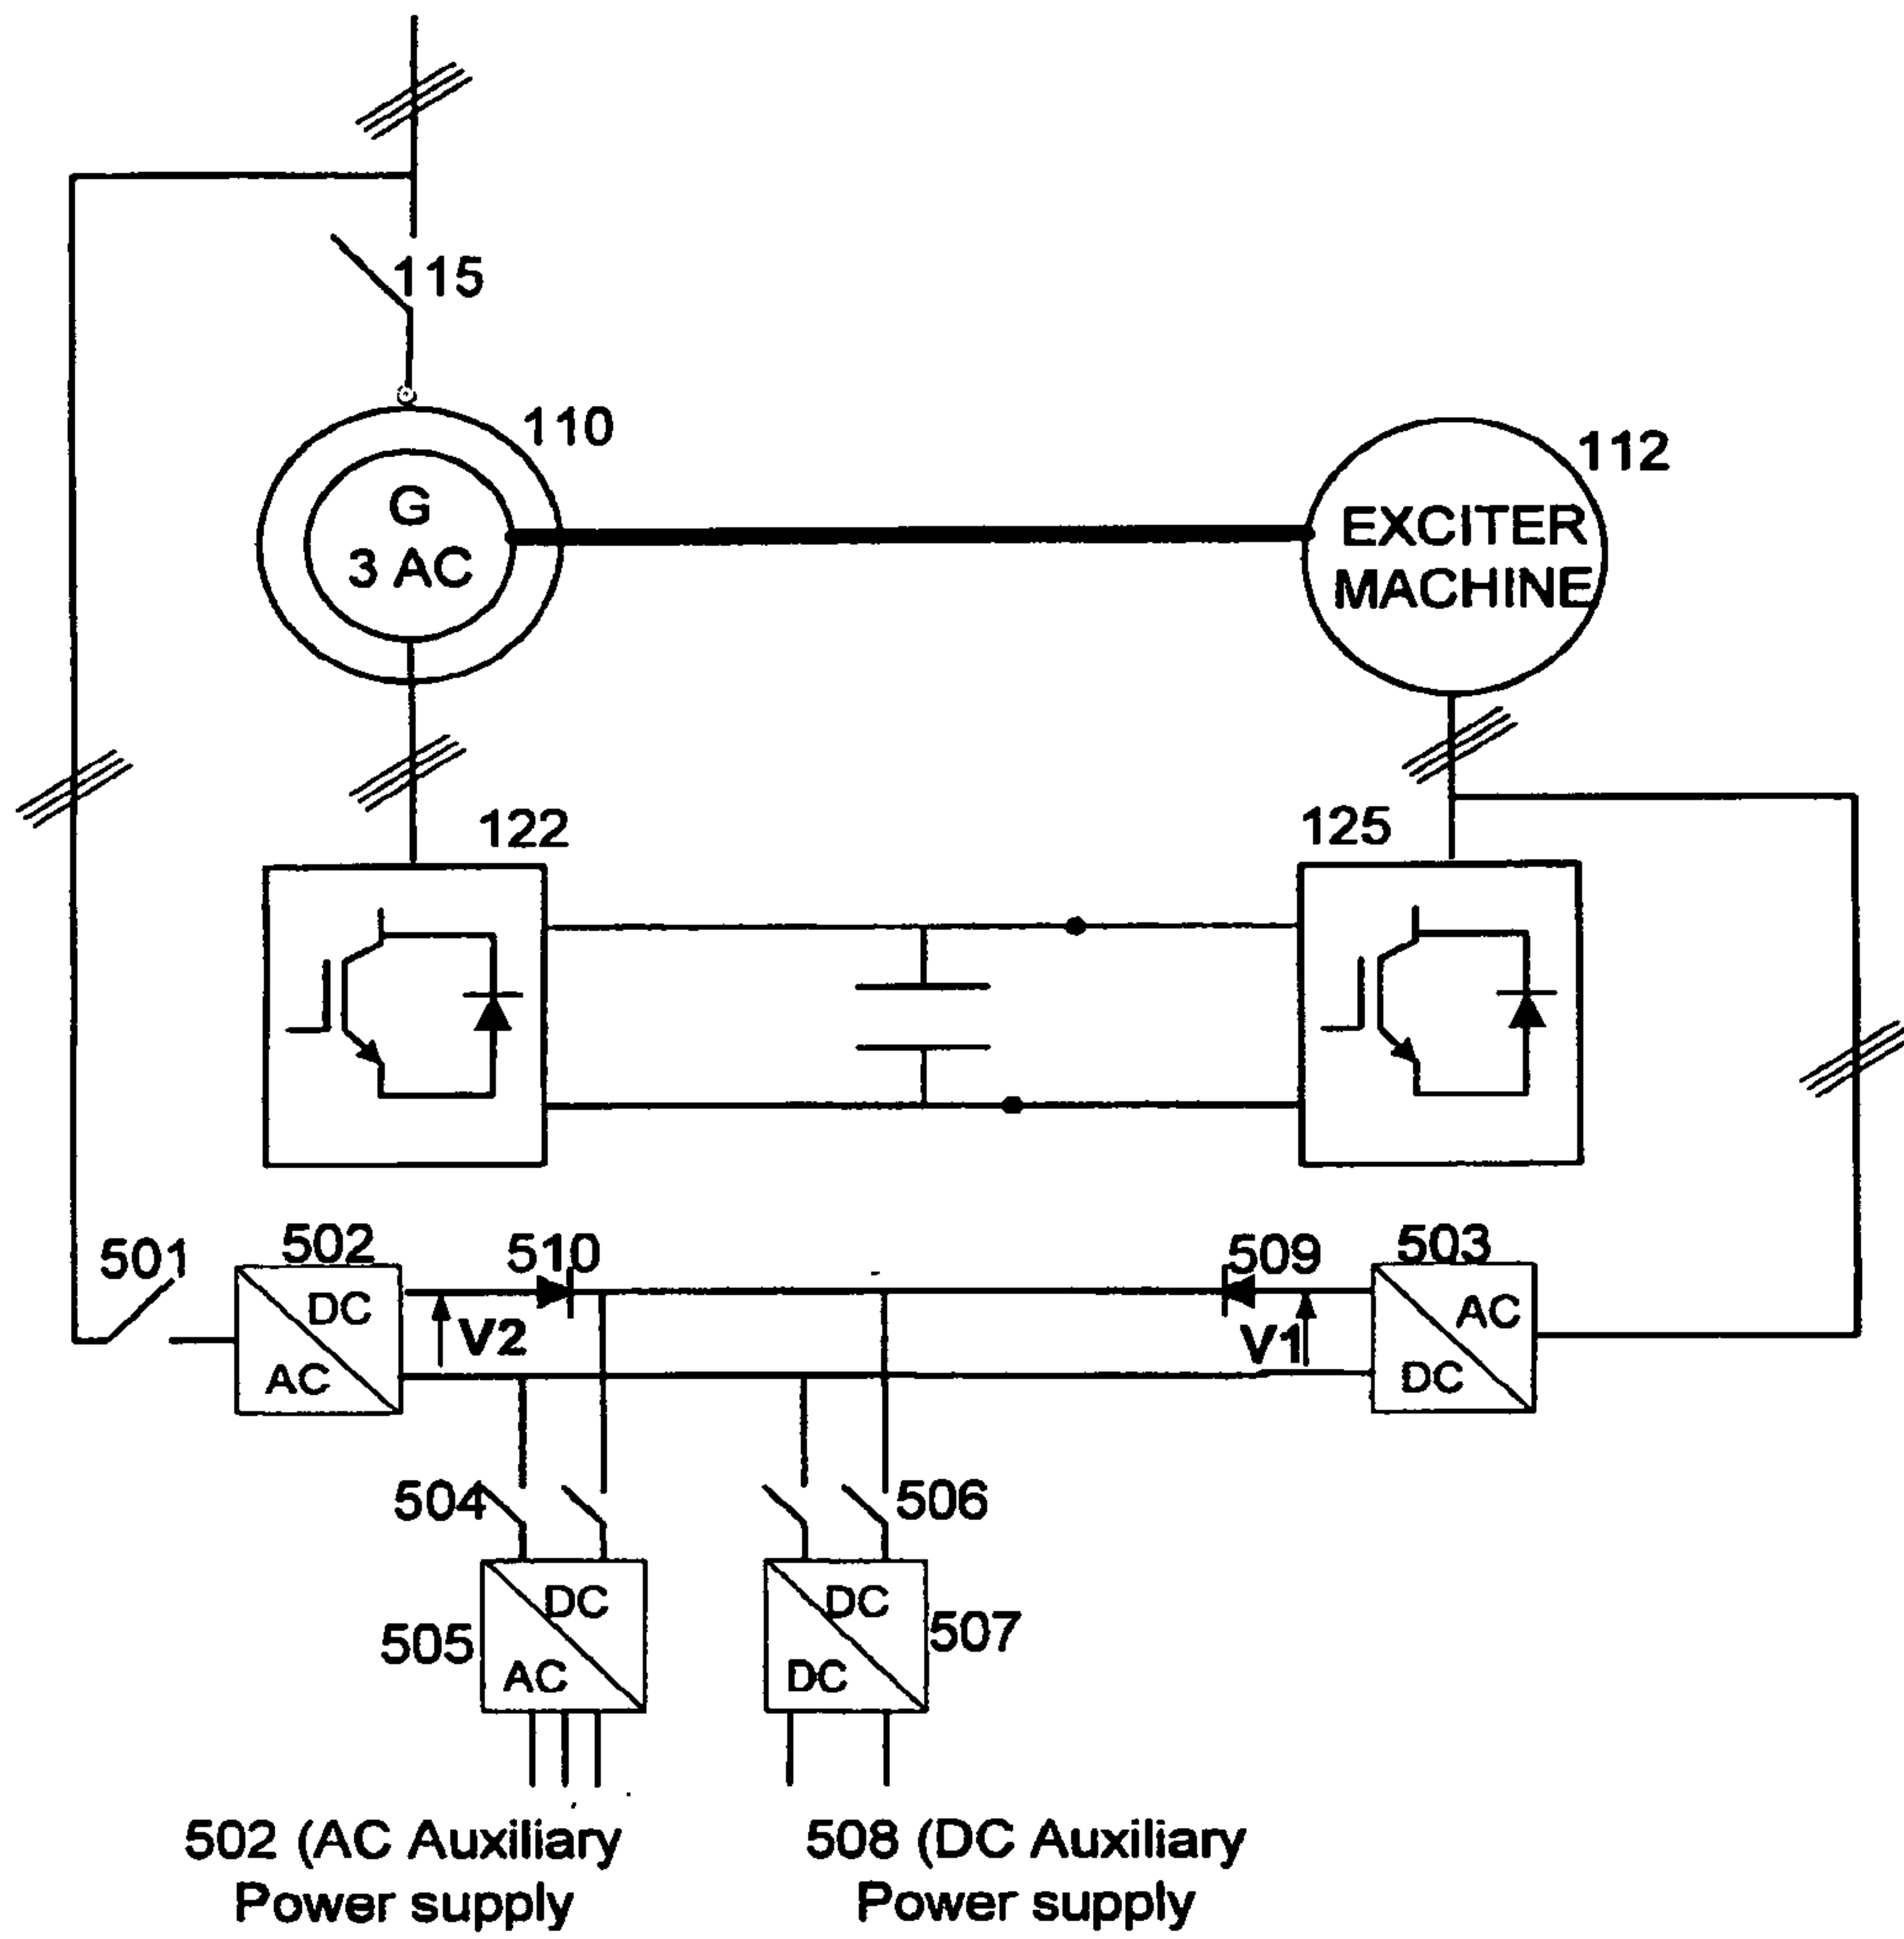 115
110
G
3 AC
112
EXCITER
MACHINE
122
125
501
502
DC
AC
510
V2
509
V1
503
AC
DC
504
506
DC
AC
505
DC
DC
507
502 (AC Auxiliary
Power supply
508 (DC Auxiliary
Power supply